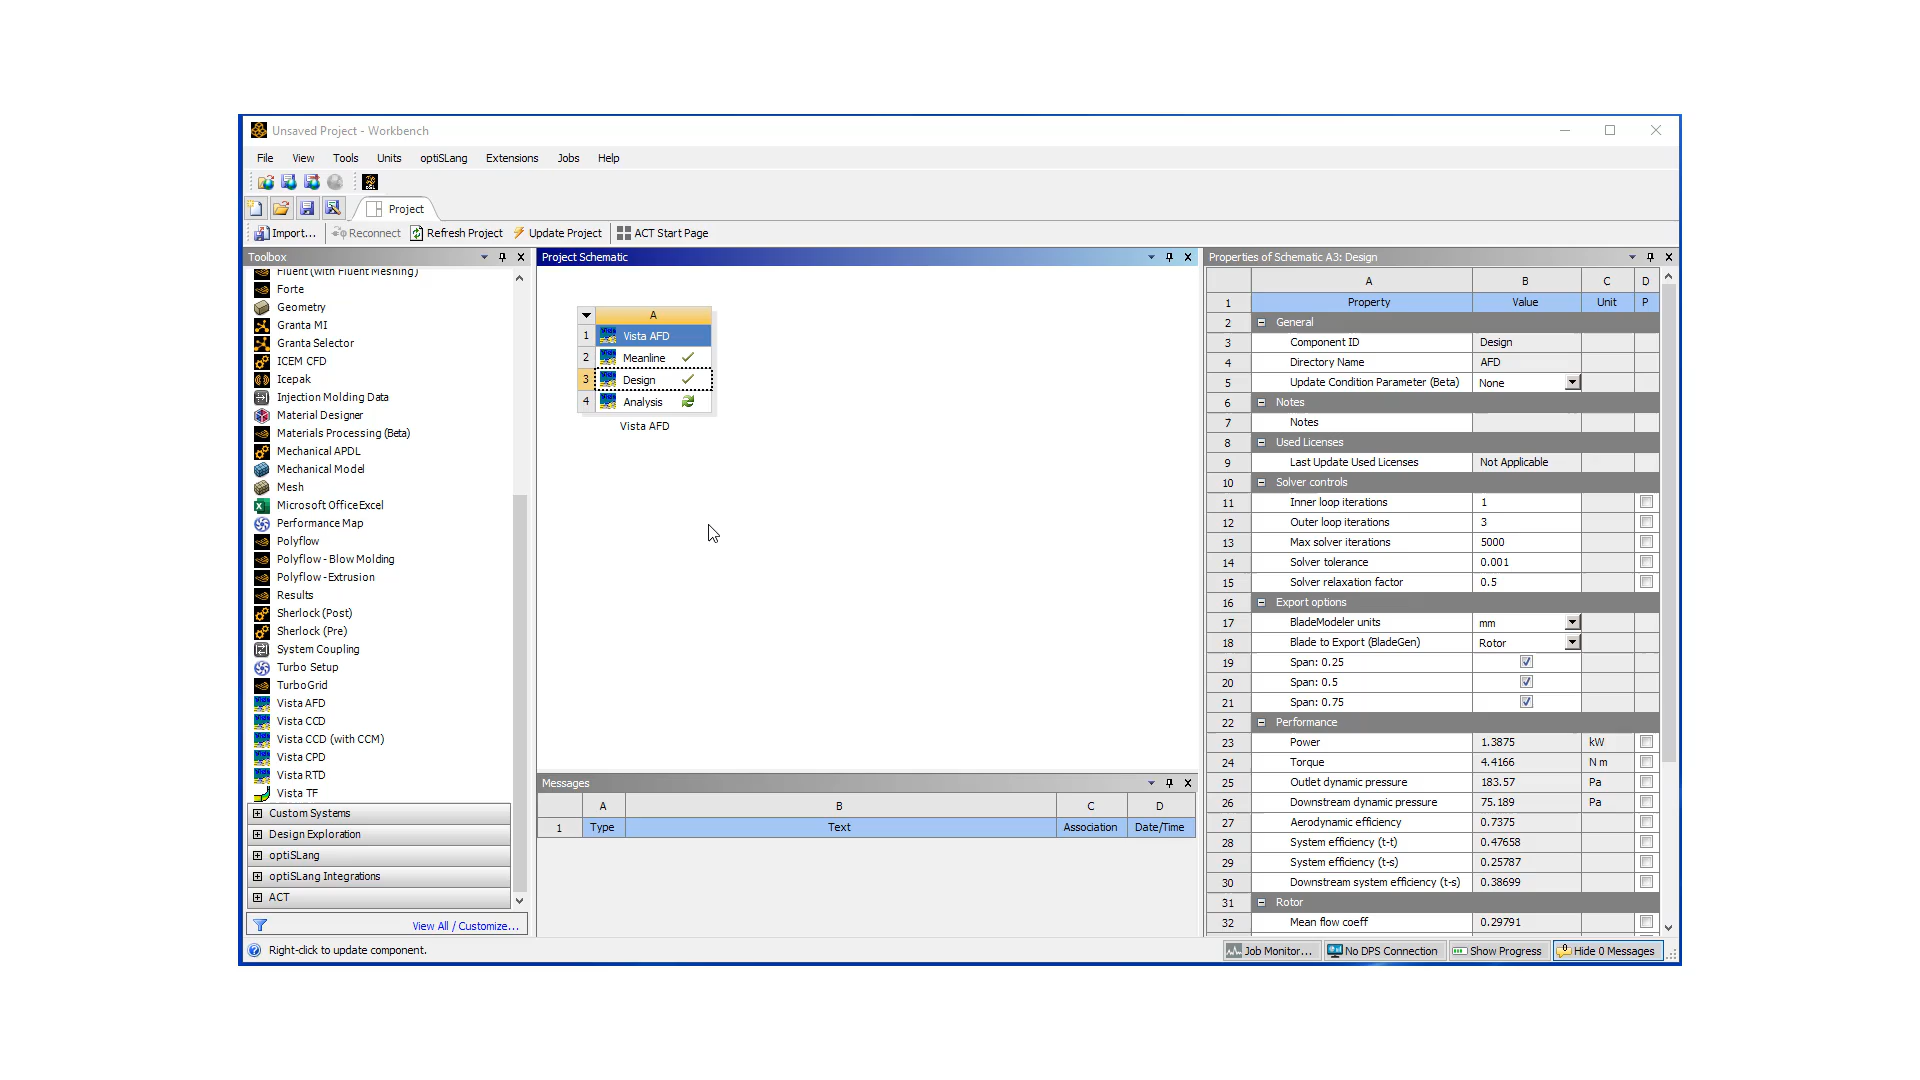 Unsaved Project - Workbench
File View Tools Units optiSLang Extensions Jobs Help
Project
Import... Reconnect Refresh Project Update Project ACT Start Page
Toolbox
Fluent (with Fluent Meshing)
Forte
Geometry
Granta MI
Granta Selector
ICEM CFD
Icepak
Injection Molding Data
Material Designer
Materials Processing (Beta)
Mechanical APDL
Mechanical Model
Mesh
Microsoft Office Excel
Performance Map
Polyflow
Polyflow - Blow Molding
Polyflow - Extrusion
Results
Sherlock (Post)
Sherlock (Pre)
System Coupling
Turbo Setup
TurboGrid
Vista AFD
Vista CCD
Vista CCD (with CCM)
Vista CPD
Vista RTD
Vista TF
Custom Systems
Design Exploration
optiSLang
optiSLang Integrations
ACT
View All / Customize...
Project Schematic
A
1 Vista AFD
2 Meanline
3 Design
4 Analysis
Vista AFD
Messages
A B C D
1 Type Text Association Date/Time
Properties of Schematic A3: Design
A B C D
1 Property Value Unit P
2 General
3 Component ID Design
4 Directory Name AFD
5 Update Condition Parameter (Beta) None
6 Notes
7 Notes
8 Used Licenses
9 Last Update Used Licenses Not Applicable
10 Solver controls
11 Inner loop iterations 1
12 Outer loop iterations 3
13 Max solver iterations 5000
14 Solver tolerance 0.001
15 Solver relaxation factor 0.5
16 Export options
17 BladeModeler units mm
18 Blade to Export (BladeGen) Rotor
19 Span: 0.25
20 Span: 0.5
21 Span: 0.75
22 Performance
23 Power 1.3875 kW
24 Torque 4.4166 N m
25 Outlet dynamic pressure 183.57 Pa
26 Downstream dynamic pressure 75.189 Pa
27 Aerodynamic efficiency 0.7375
28 System efficiency (t-t) 0.47658
29 System efficiency (t-s) 0.25787
30 Downstream system efficiency (t-s) 0.38699
31 Rotor
32 Mean flow coeff 0.29791
Right-click to update component.
Job Monitor... No DPS Connection Show Progress Hide 0 Messages